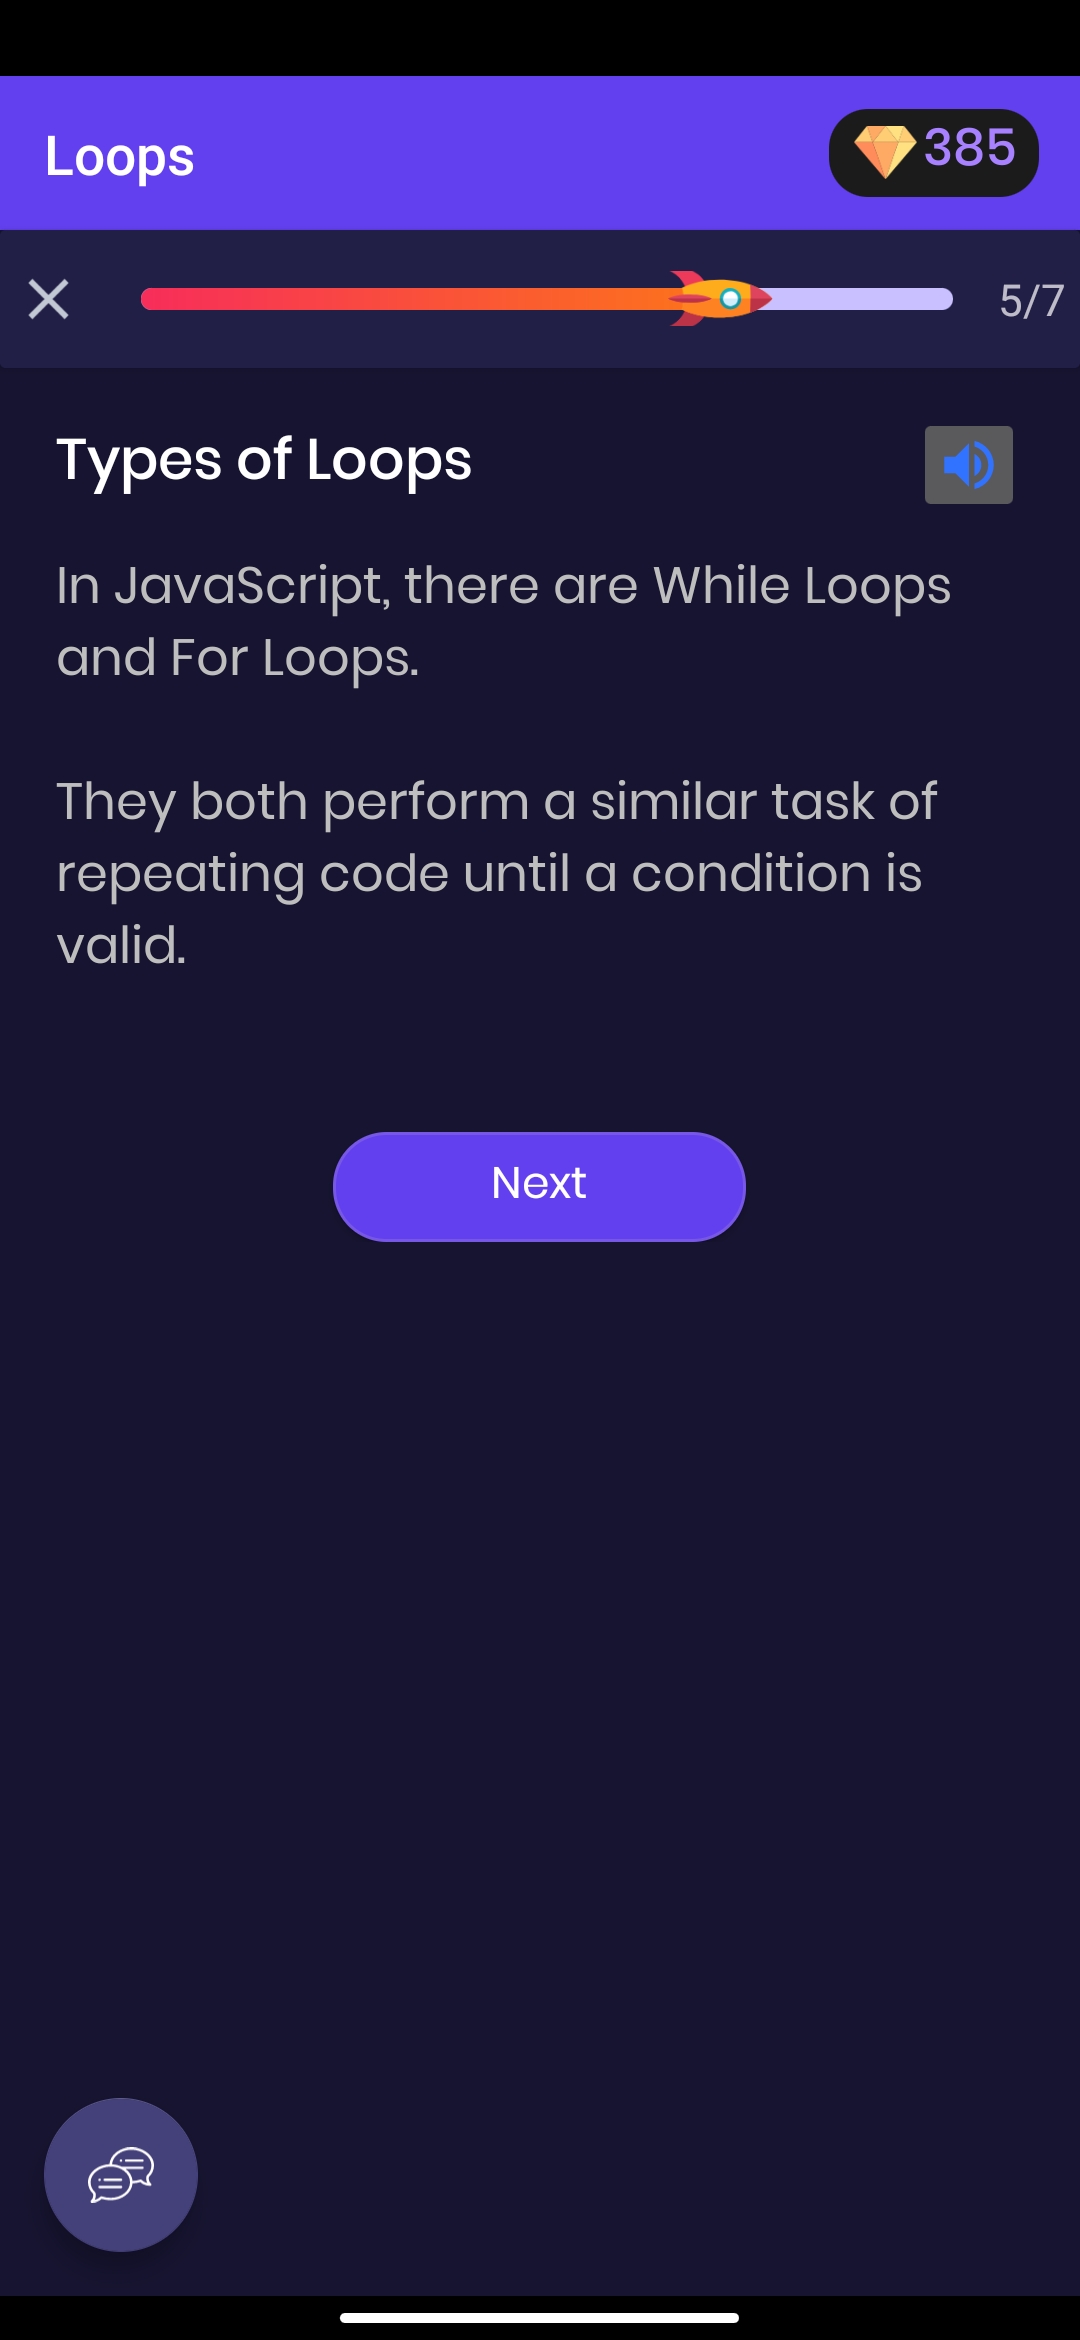 Loops
385
5/7
Types of Loops
In JavaScript, there are While Loops
and For Loops.
They both perform a similar task of
repeating code until a condition is
valid.
Next